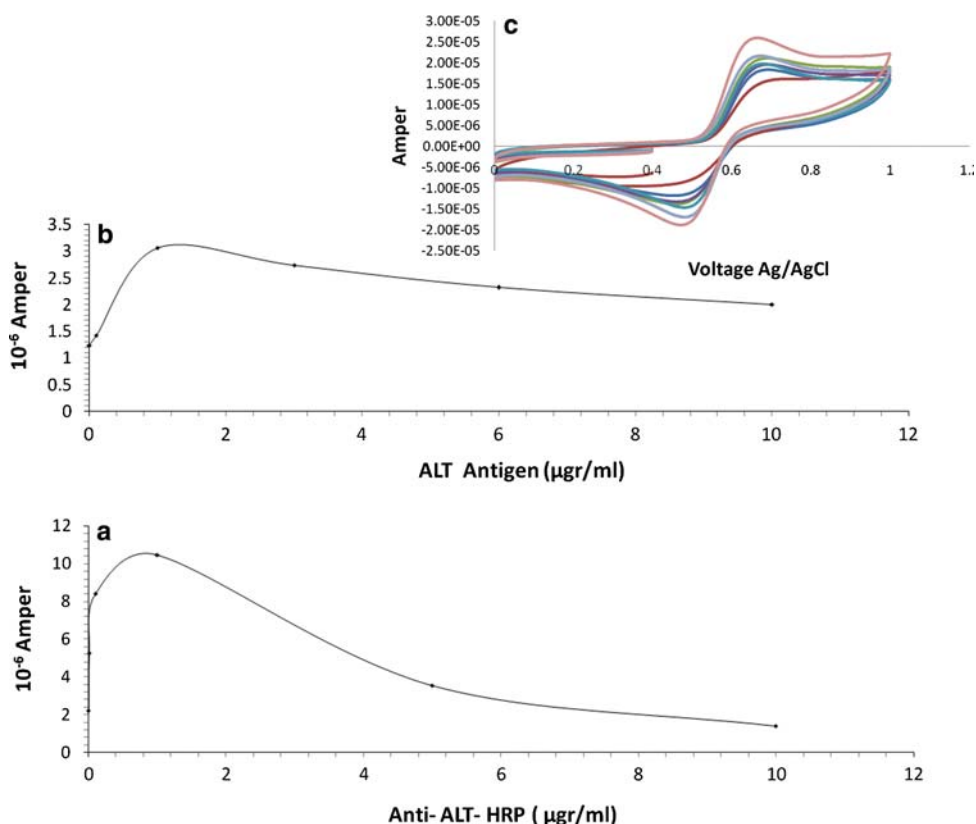 c
3.00E-05
2.50E-05
2.00E-05
1.50E-05
1.00E-05
5.00E-06
0.00E+00
-5.00E-06
-1.00E-05
-1.50E-05
-2.00E-05
-2.50E-05
Amper
0 0.2 0.4 0.6 0.8 1 1.2
Voltage Ag/AgCl
b
3.5
3
2.5
2
1.5
1
0.5
0
10⁻⁶ Amper
0 2 4 6 8 10 12
ALT Antigen (µgr/ml)
a
12
10
8
6
4
2
0
10⁻⁶ Amper
0 2 4 6 8 10 12
Anti- ALT- HRP ( µgr/ml)